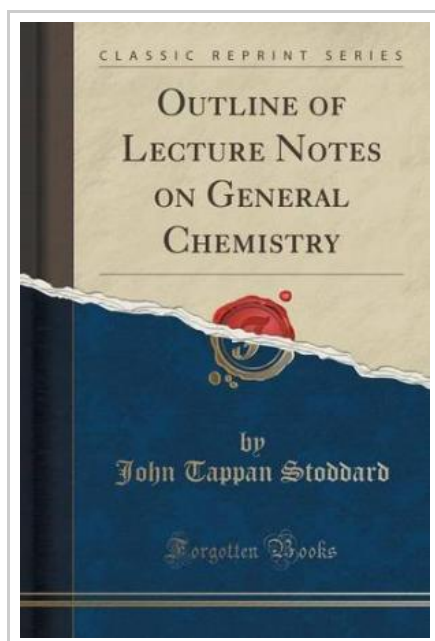 CLASSIC REPRINT SERIES
OUTLINE OF
LECTURE NOTES
ON GENERAL
CHEMISTRY
by
John Tappan Stoddard
Forgotten Books